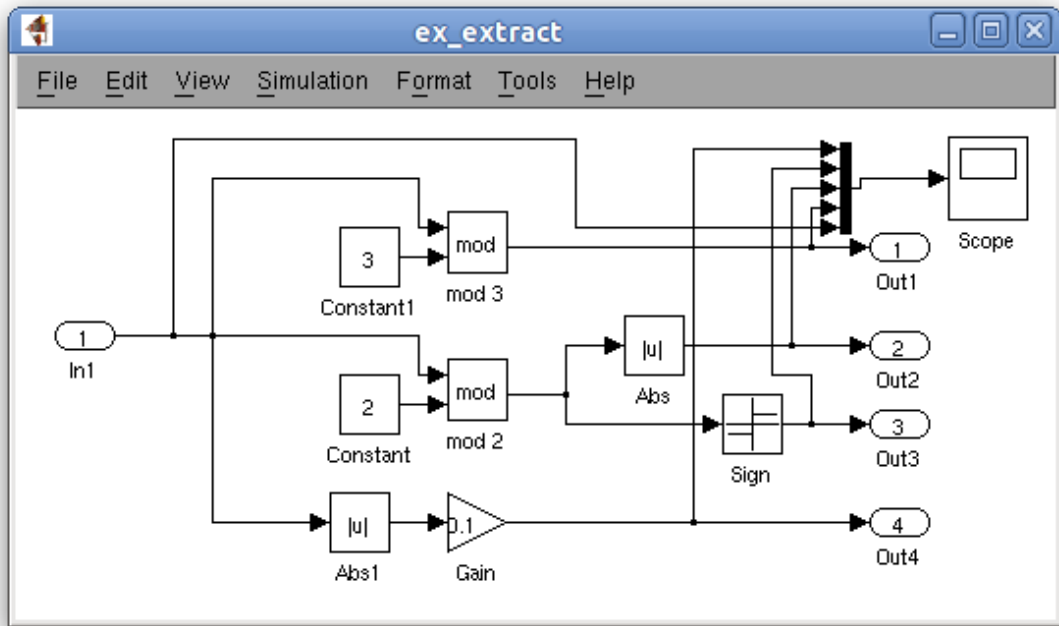 ex_extract
File Edit View Simulation Format Tools Help
Scope
3
Constant1
mod
mod 3
1
Out1
1
In1
|u|
Abs
2
Out2
2
Constant
mod
mod 2
Sign
3
Out3
|u|
Abs1
0.1
Gain
4
Out4